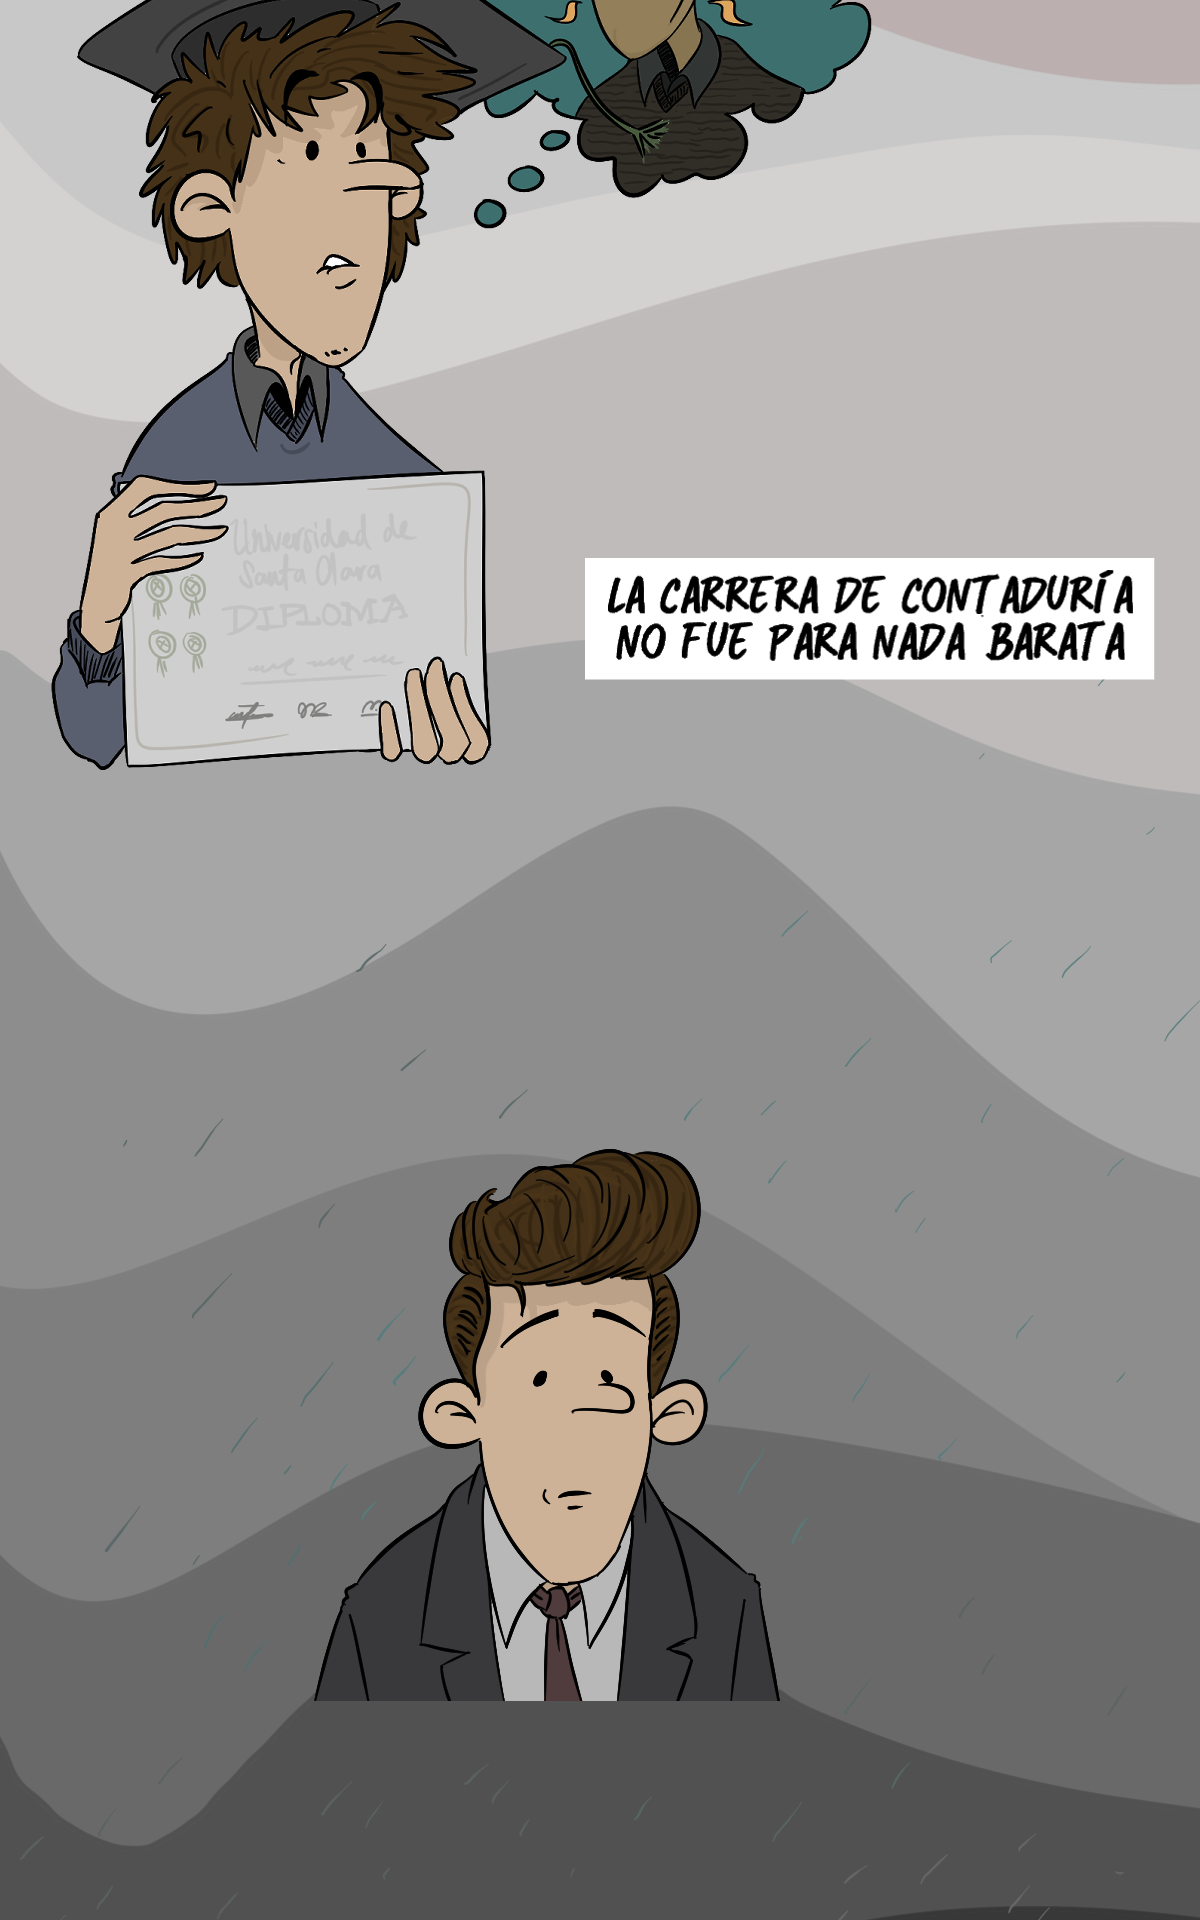 Universidad de
Santa Clara
DIPLOMA
LA CARRERA DE CONTADURÍA
NO FUE PARA NADA BARATA